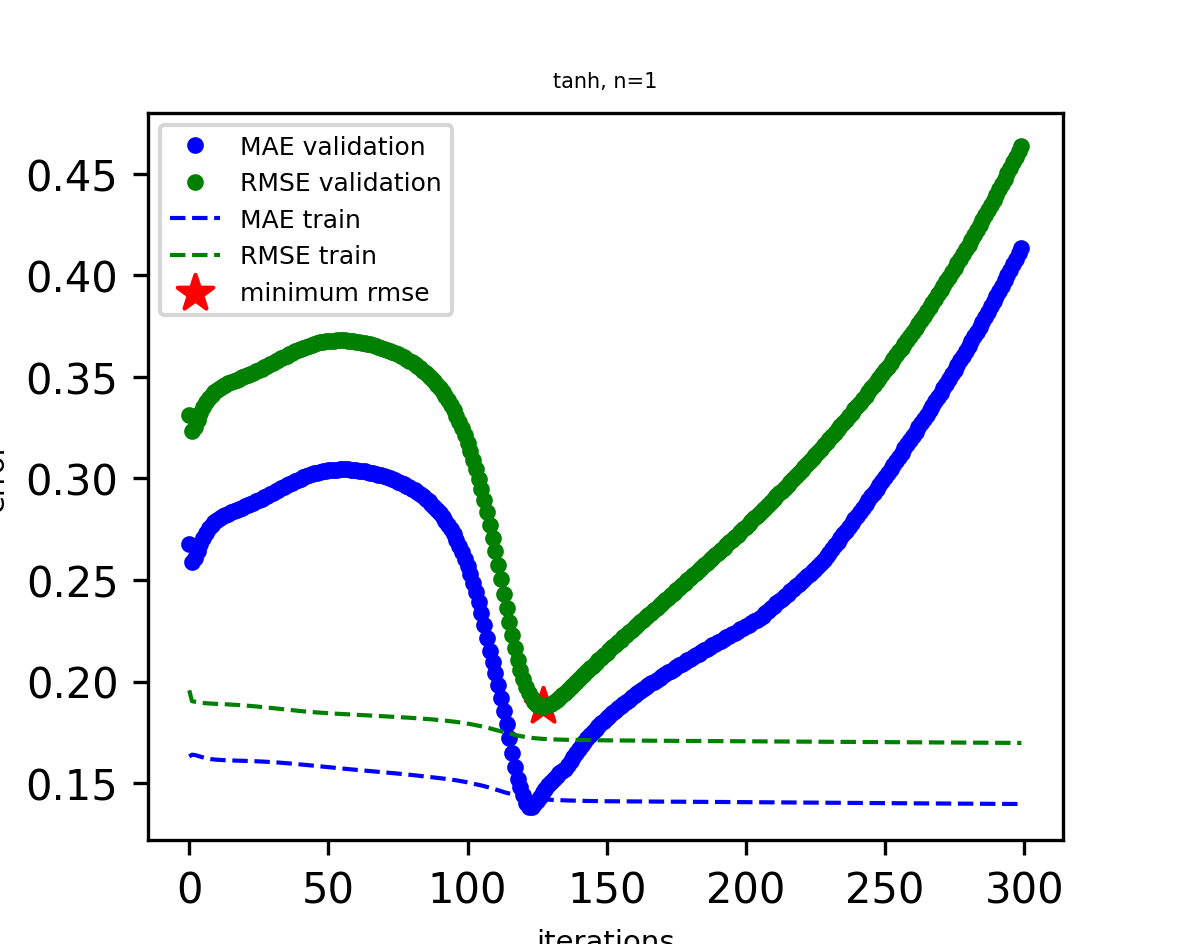 tanh, n=1
MAE validation
RMSE validation
MAE train
RMSE train
minimum rmse
0.45
0.40
0.35
0.30
0.25
0.20
0.15
0 50 100 150 200 250 300
iterations